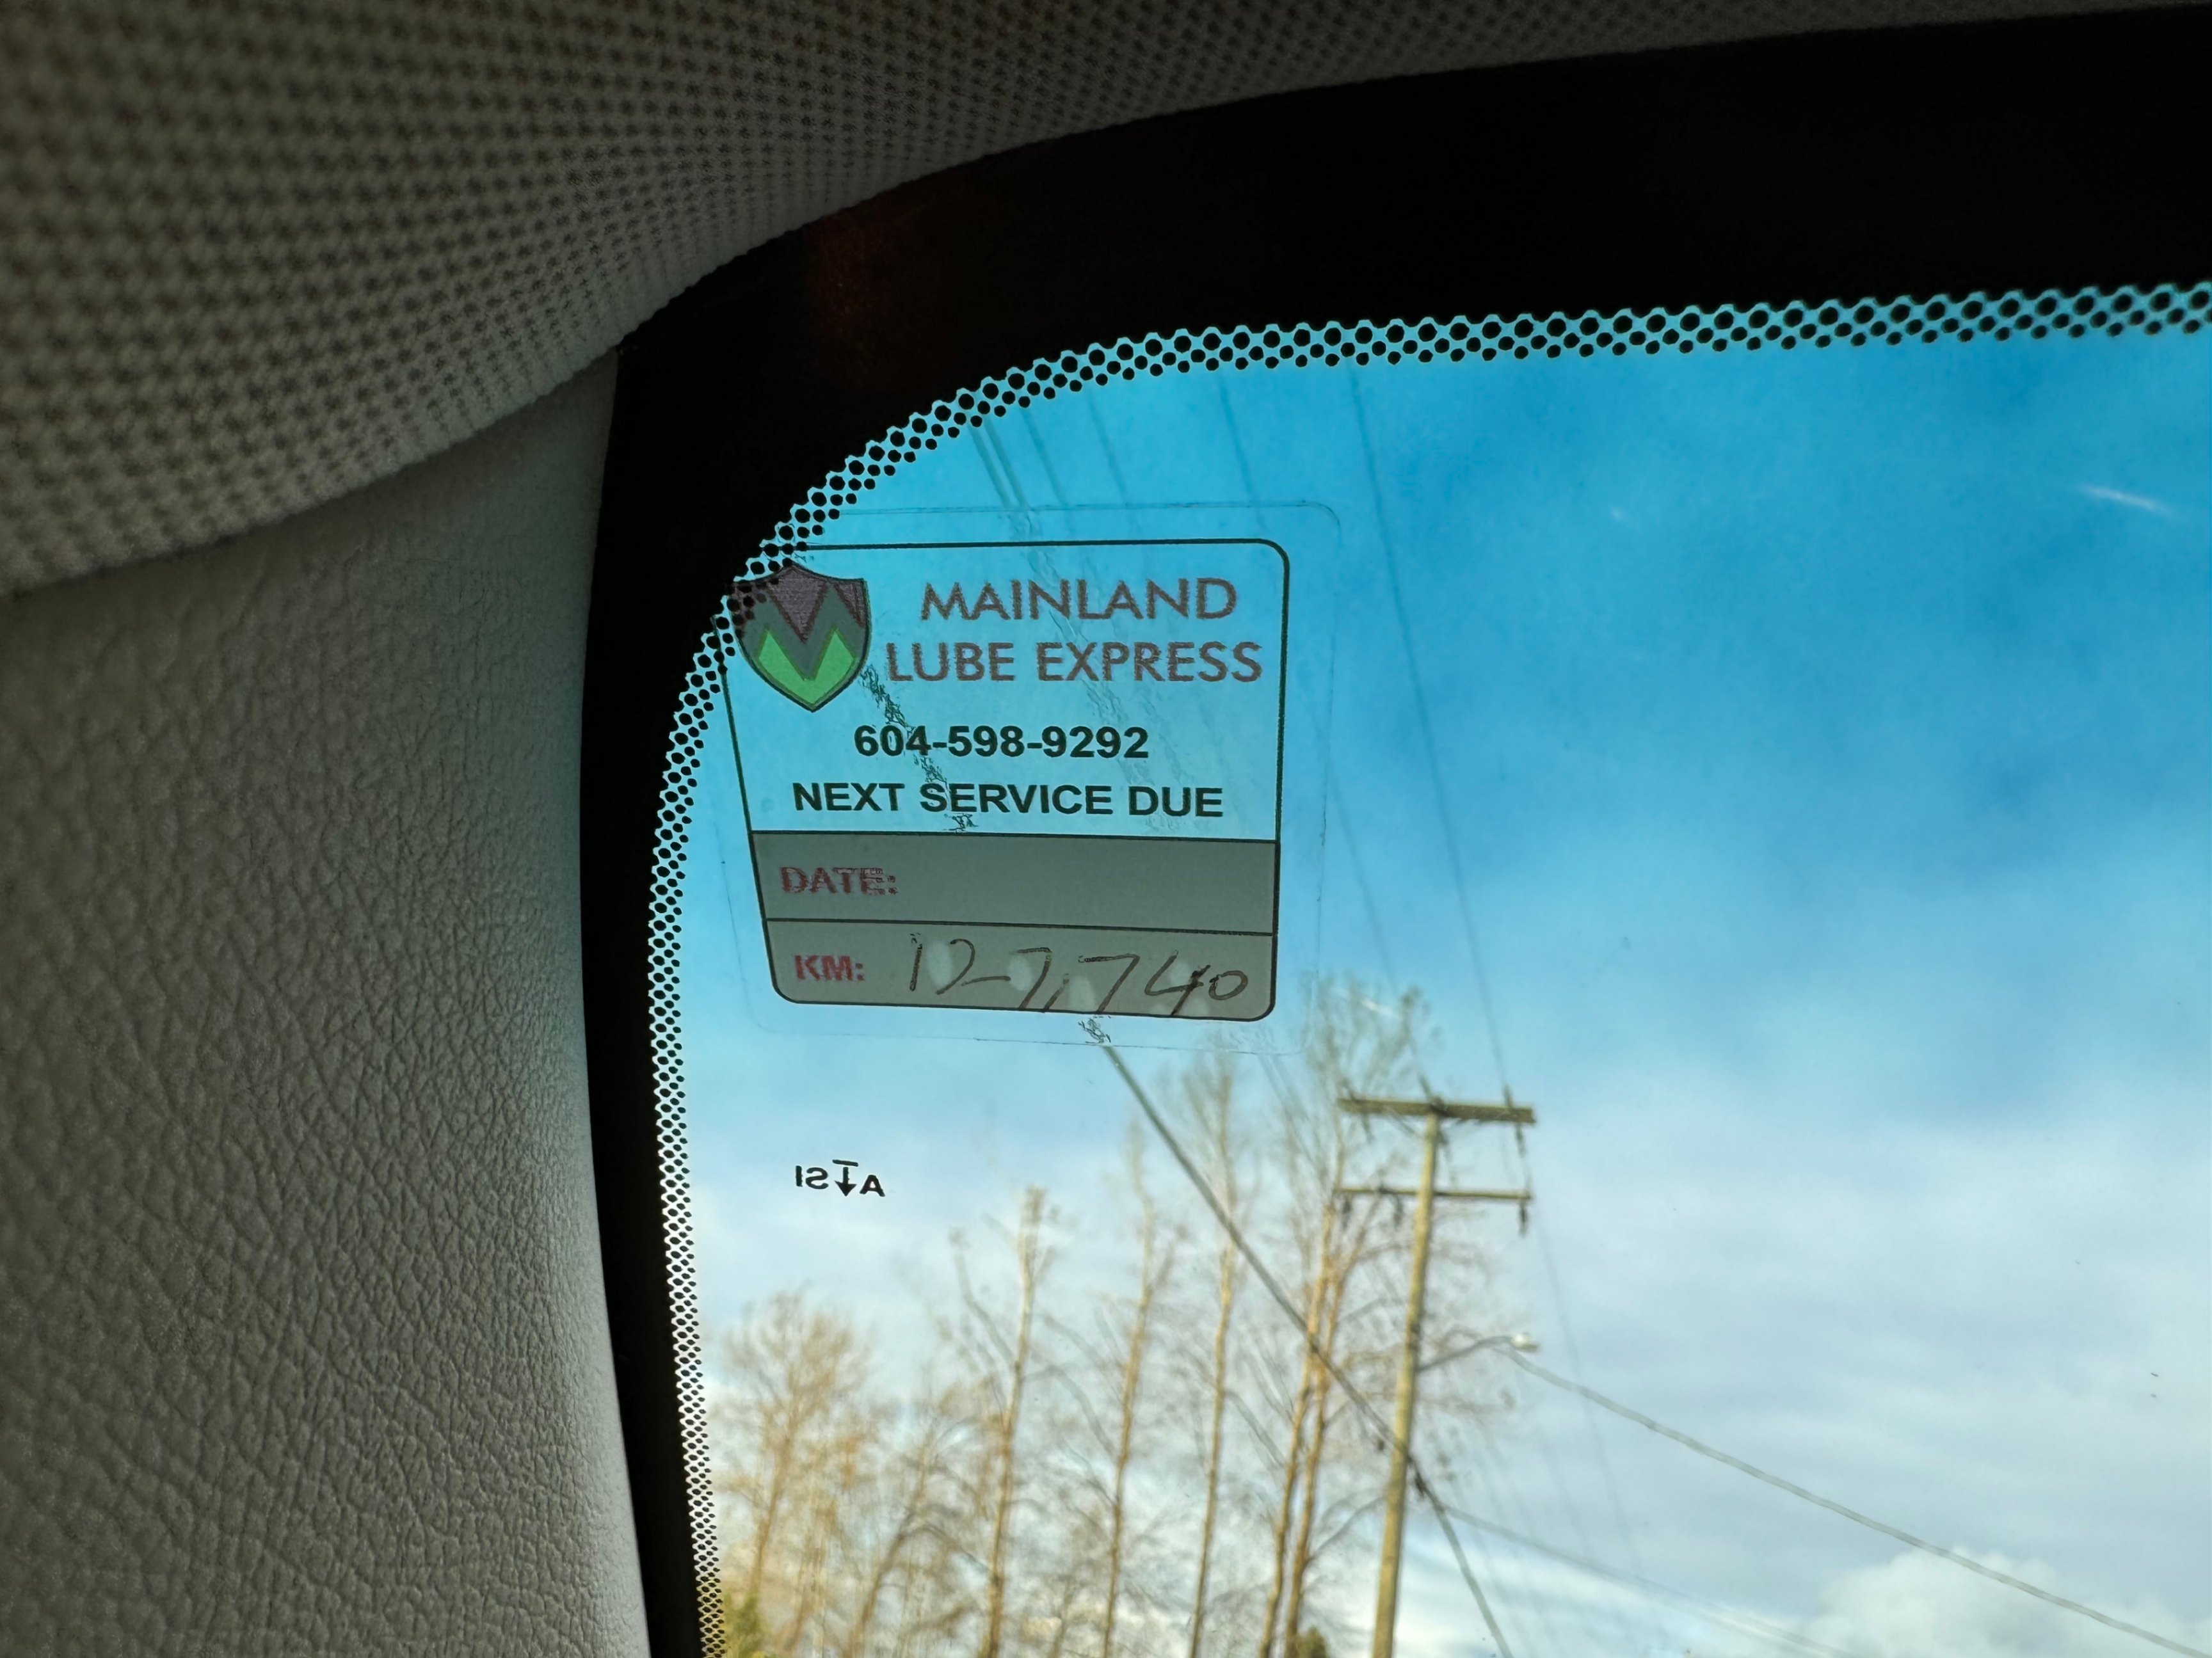 MAINLAND
LUBE EXPRESS
604-598-9292
NEXT SERVICE DUE
DATE:
KM: 127,740
AS1